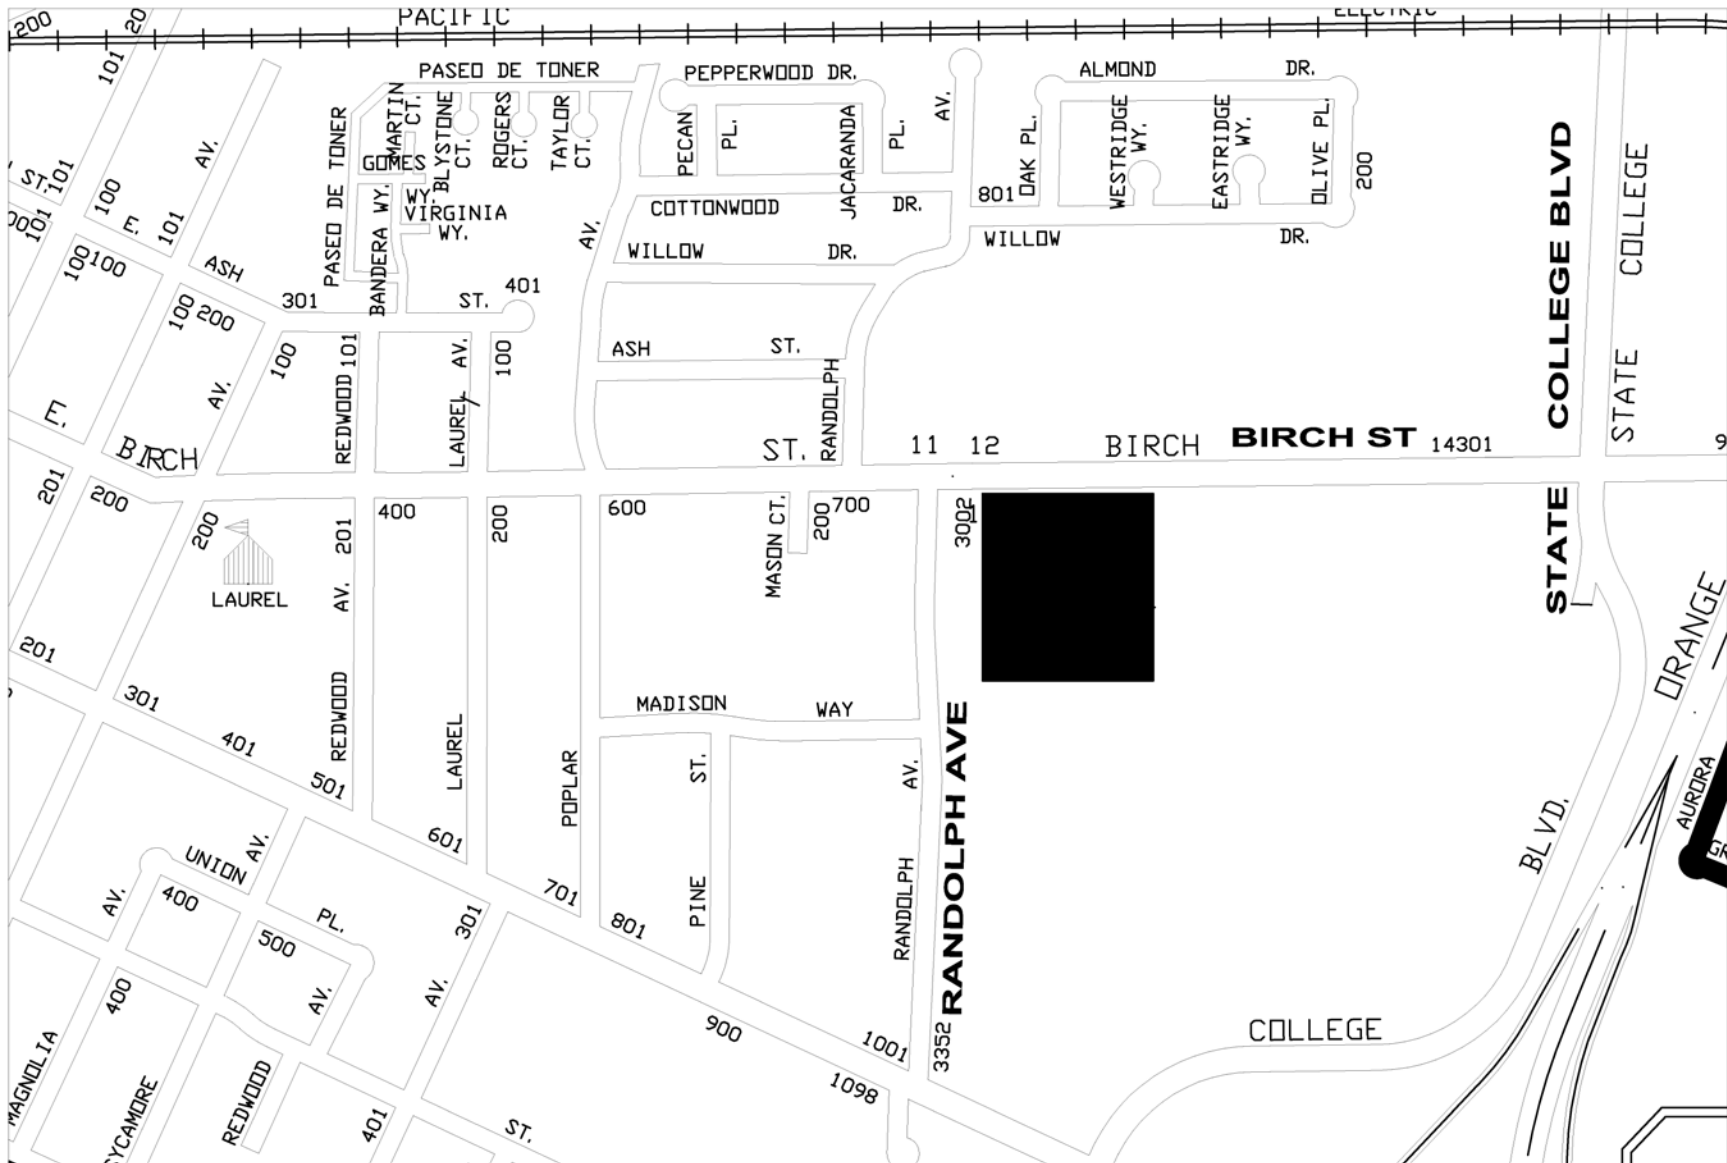 200
20
PACIFIC
ELECTRIC
101
PASEO DE TONER
PEPPERWOOD DR.
ALMOND
DR.
PASEO DE TONER
MARTIN
CT.
BLYSTONE
CT.
ROGERS
CT.
TAYLOR
CT.
PECAN
PL.
JACARANDA
PL.
AV.
OAK PL.
WESTRIDGE
WY.
EASTRIDGE
WY.
OLIVE PL.
200
COLLEGE BLVD
STATE COLLEGE
AV.
GOMES
WY.
ST.
101
100
101
101
E.
801
COTTONWOOD
DR.
VIRGINIA
WY.
BANDERA WY.
AV.
WILLOW
DR.
WILLOW
DR.
100
100
ASH
301
ST.
401
100
200
100
REDWOOD
101
LAUREL
AV.
100
ASH
ST.
RANDOLPH
AV.
E.
BIRCH
ST.
11
12
BIRCH
BIRCH ST
14301
9
201
200
200
201
400
200
600
MASON CT.
200
700
3002
1
STATE
LAUREL
AV.
ORANGE
201
301
REDWOOD
LAUREL
POPLAR
MADISON
WAY
401
501
601
701
801
PINE
ST.
AV.
RANDOLPH
RANDOLPH AVE
AURORA
GR
BLVD.
UNION
AV.
AV.
400
PL.
500
301
AV.
AV.
400
900
1001
3352
COLLEGE
1098
MAGNOLIA
SYCAMORE
REDWOOD
401
ST.